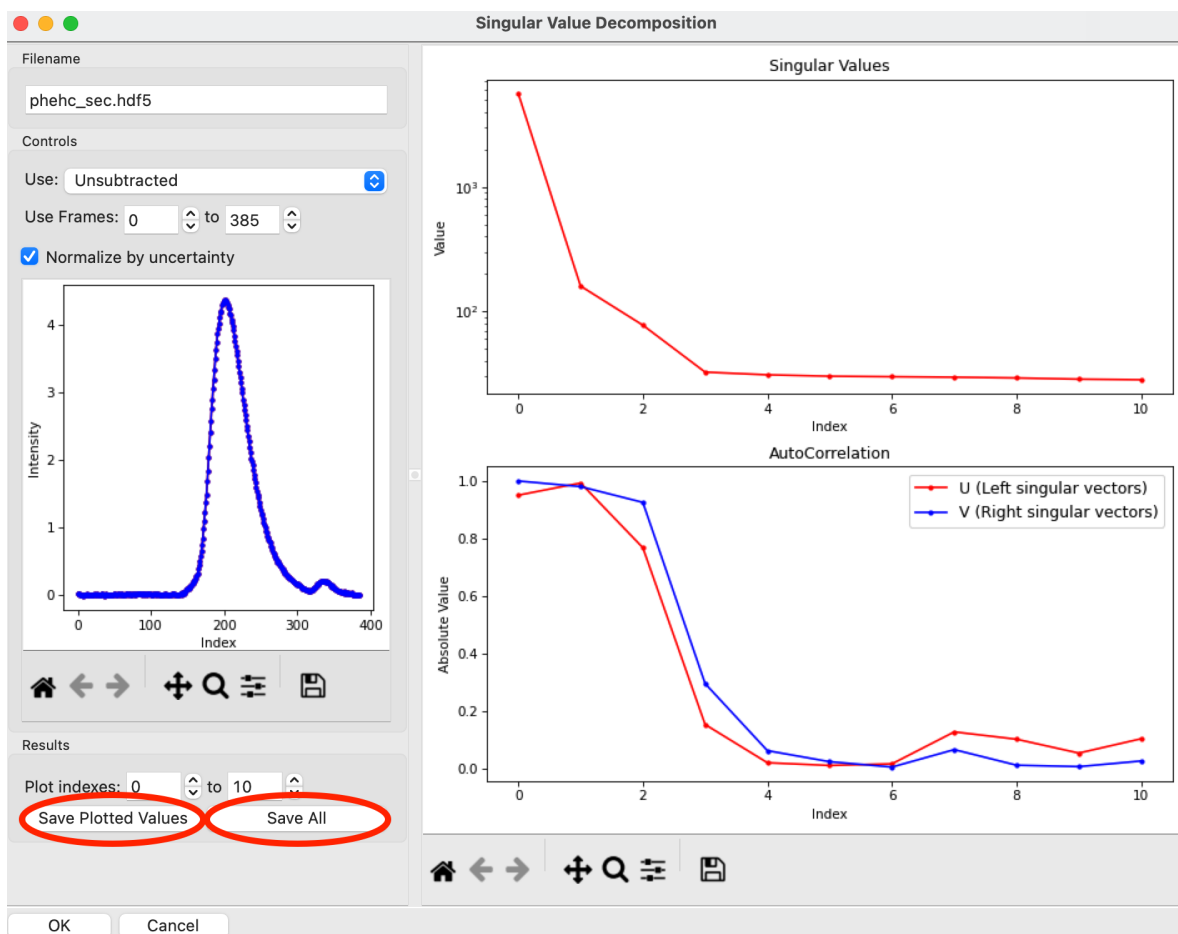 Singular Value Decomposition
Filename
phehc_sec.hdf5
Controls
Use: Unsubtracted
Use Frames: 0 to 385
Normalize by uncertainty
4
3
2
1
0
Intensity
0 100 200 300 400
Index
Results
Plot indexes: 0 to 10
Save Plotted Values Save All
OK Cancel
Singular Values
10³
10²
Value
0 2 4 6 8 10
Index
AutoCorrelation
U (Left singular vectors)
V (Right singular vectors)
1.0
0.8
0.6
0.4
0.2
0.0
Absolute Value
0 2 4 6 8 10
Index